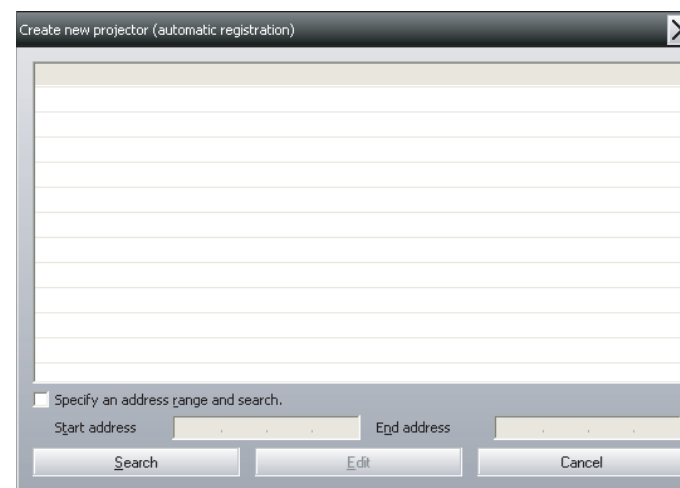 Create new projector (automatic registration)
Specify an address range and search.
Start address . . . End address . . .
Search Edit Cancel